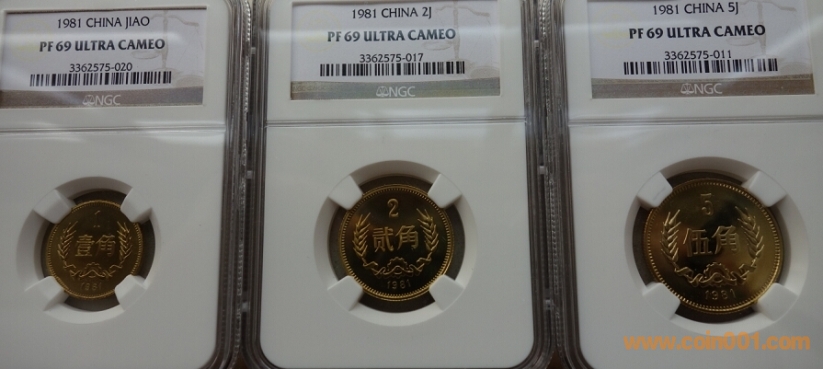 1981 CHINA JIAO
PF 69 ULTRA CAMEO
3362575-020
NGC
1
壹角
1981
1981 CHINA 2J
PF 69 ULTRA CAMEO
3362575-017
NGC
2
贰角
1981
1981 CHINA 5J
PF 69 ULTRA CAMEO
3362575-011
NGC
5
伍角
1981
www.coin001.com